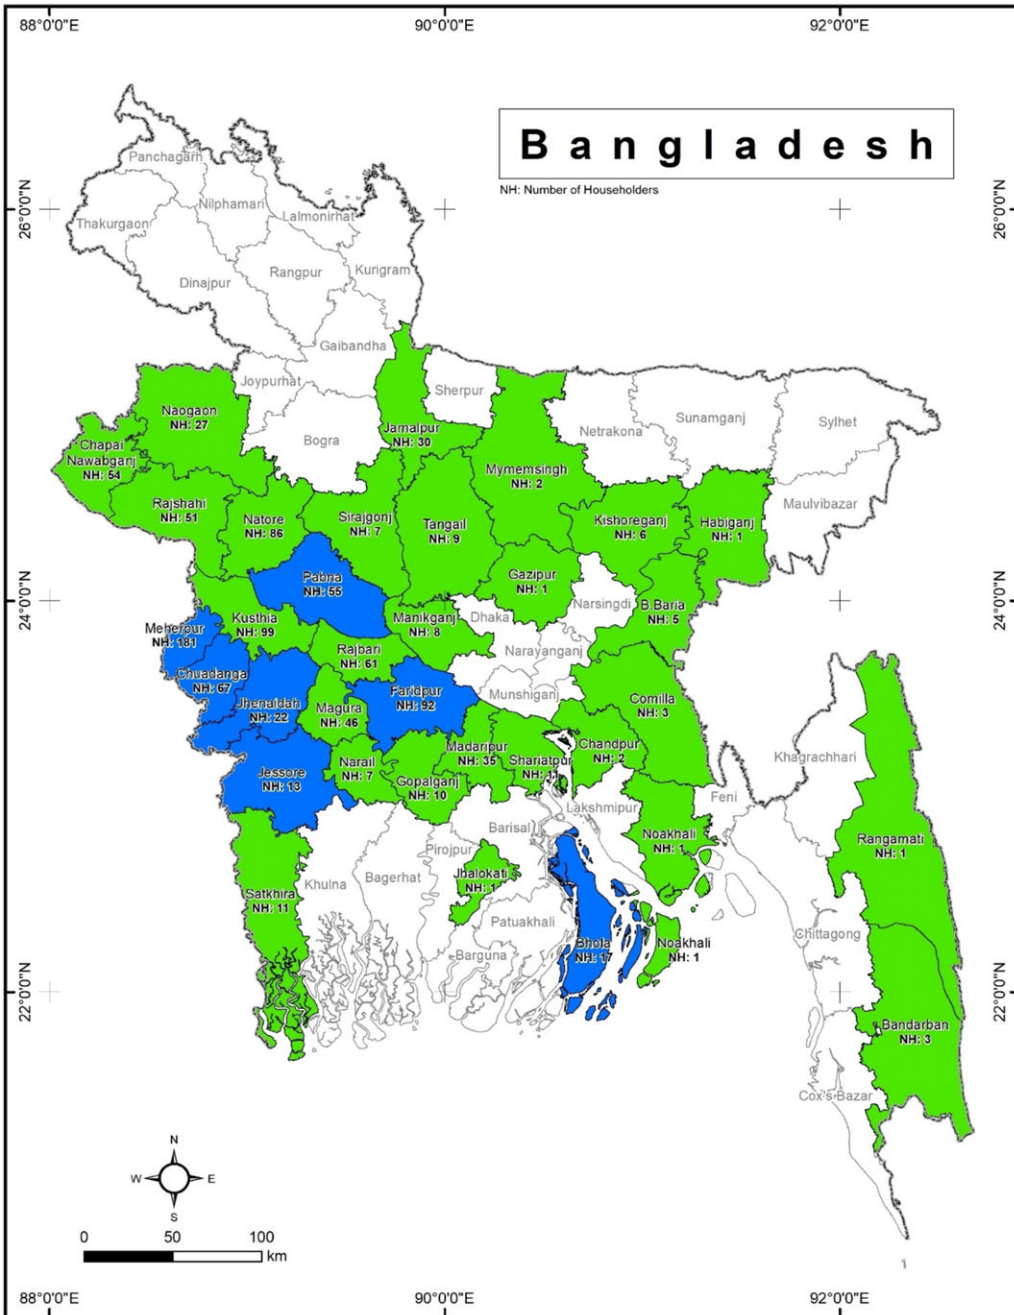 88°0'0"E 90°0'0"E 92°0'0"E
B a n g l a d e s h
NH: Number of Householders
26°0'0"N 26°0'0"N
Panchagarh
Nilphamari
Lalmonirhat
Thakurgaon
Dinajpur
Rangpur
Kurigram
Gaibandha
Joypurhat
Sherpur
Bogra
Netrakona
Sunamganj
Sylhet
Maulvibazar
Naogaon
NH: 27
Jamalpur
NH: 30
Chapai
Nawabganj
NH: 54
Mymemsingh
NH: 2
Rajshahi
NH: 51
Natore
NH: 86
Sirajgonj
NH: 7
Tangail
NH: 9
Kishoreganj
NH: 6
Habiganj
NH: 1
Pabna
NH: 55
Gazipur
NH: 1
24°0'0"N 24°0'0"N
Narsingdi
B.Baria
NH: 5
Dhaka
Meherpur
NH: 181
Kusthia
NH: 99
Manikganj
NH: 8
Rajbari
NH: 61
Narayanganj
Munshiganj
Chuadanga
NH: 67
Jhenaidah
NH: 22
Magura
NH: 46
Faridpur
NH: 92
Comilla
NH: 3
Jessore
NH: 13
Narail
NH: 7
Gopalganj
NH: 10
Madaripur
NH: 35
Shariatpur
NH: 11
Chandpur
NH: 2
Khagrachhari
Feni
Lakshmipur
Barisal
Noakhali
NH: 1
Rangamati
NH: 1
Pirojpur
Jhalokati
NH: 1
Khulna
Bagerhat
Satkhira
NH: 11
Patuakhali
Barguna
Bhola
NH: 17
Noakhali
NH: 1
Chittagong
22°0'0"N 22°0'0"N
Bandarban
NH: 3
Cox's Bazar
N
W E
S
0 50 100
km
88°0'0"E 90°0'0"E 92°0'0"E